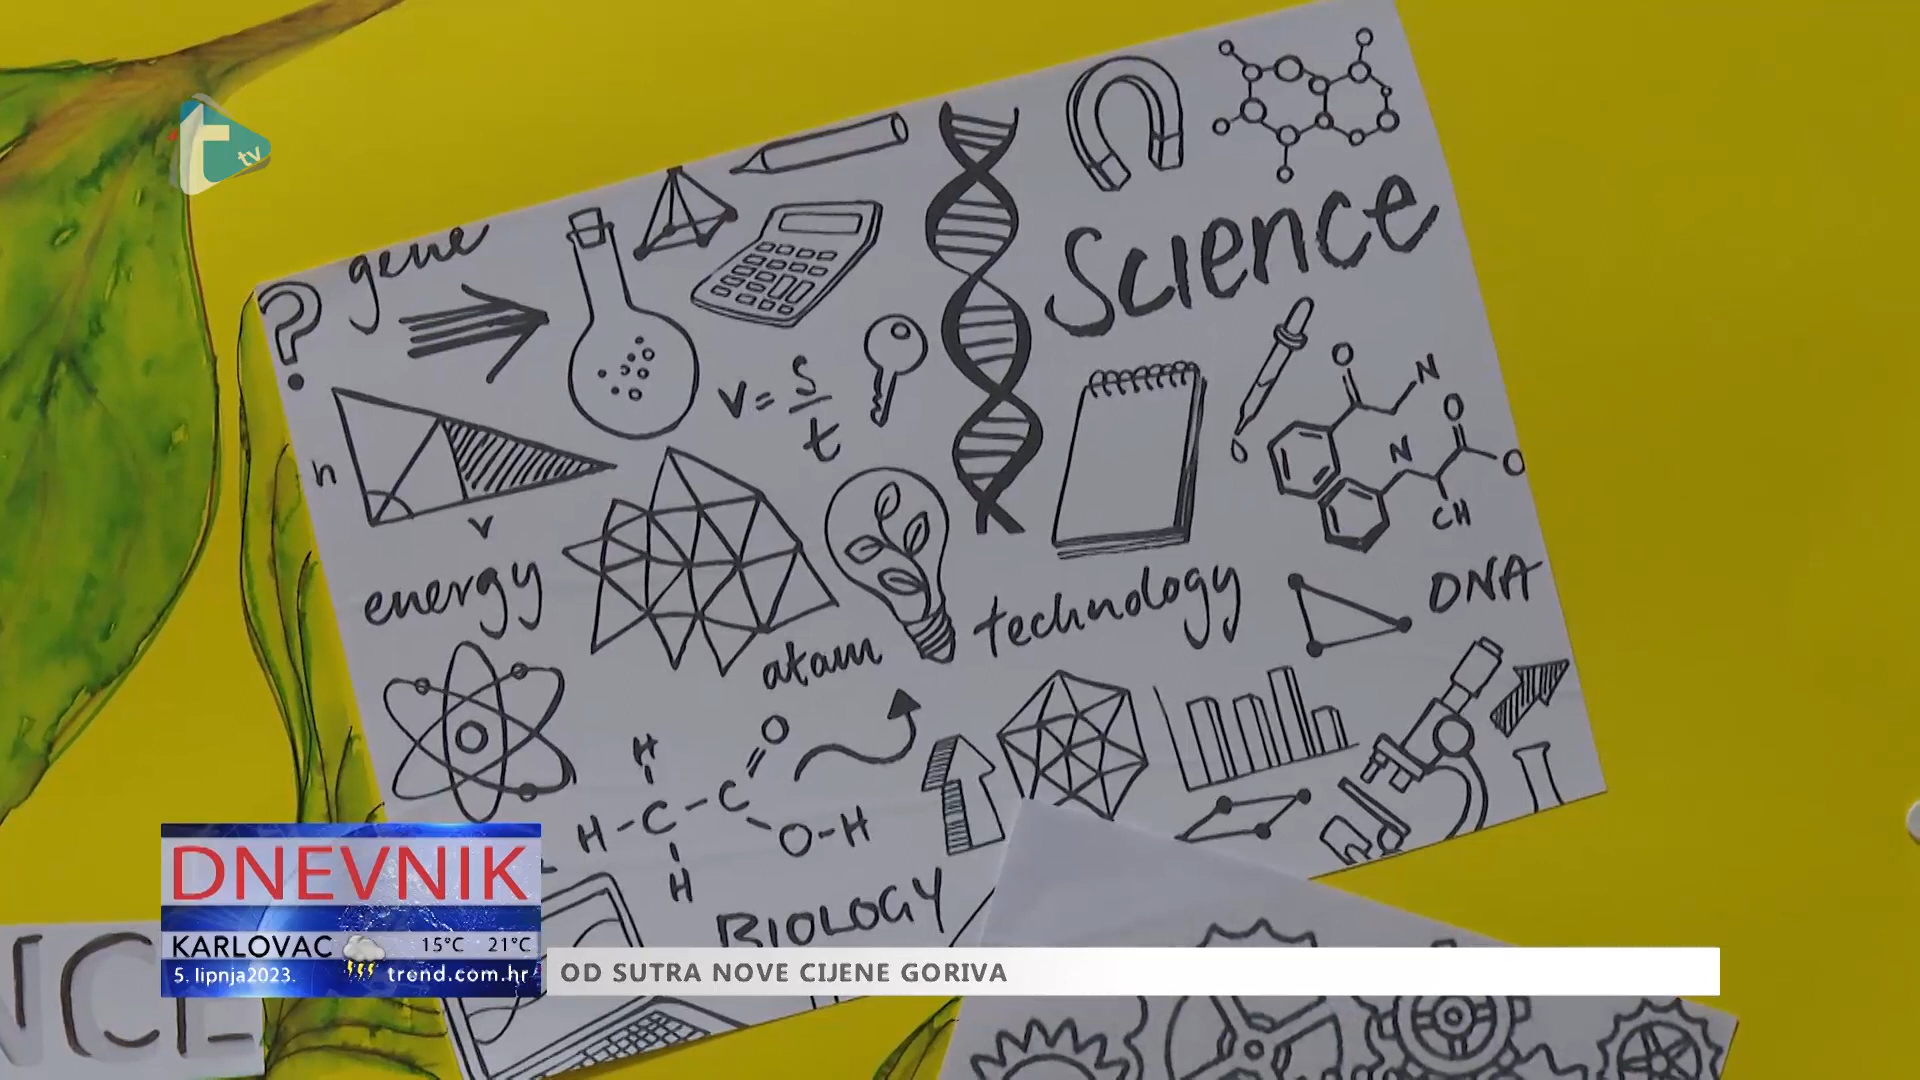 tv
gene
?
Science
v = s/t
N
O
O
N
O
CH
h
v
energy
technology
DNA
atam
H
O
H-C-C
O-H
H
BIOLOGY
NCE
DNEVNIK
KARLOVAC 15°C 21°C
5. lipnja2023. trend.com.hr
OD SUTRA NOVE CIJENE GORIVA